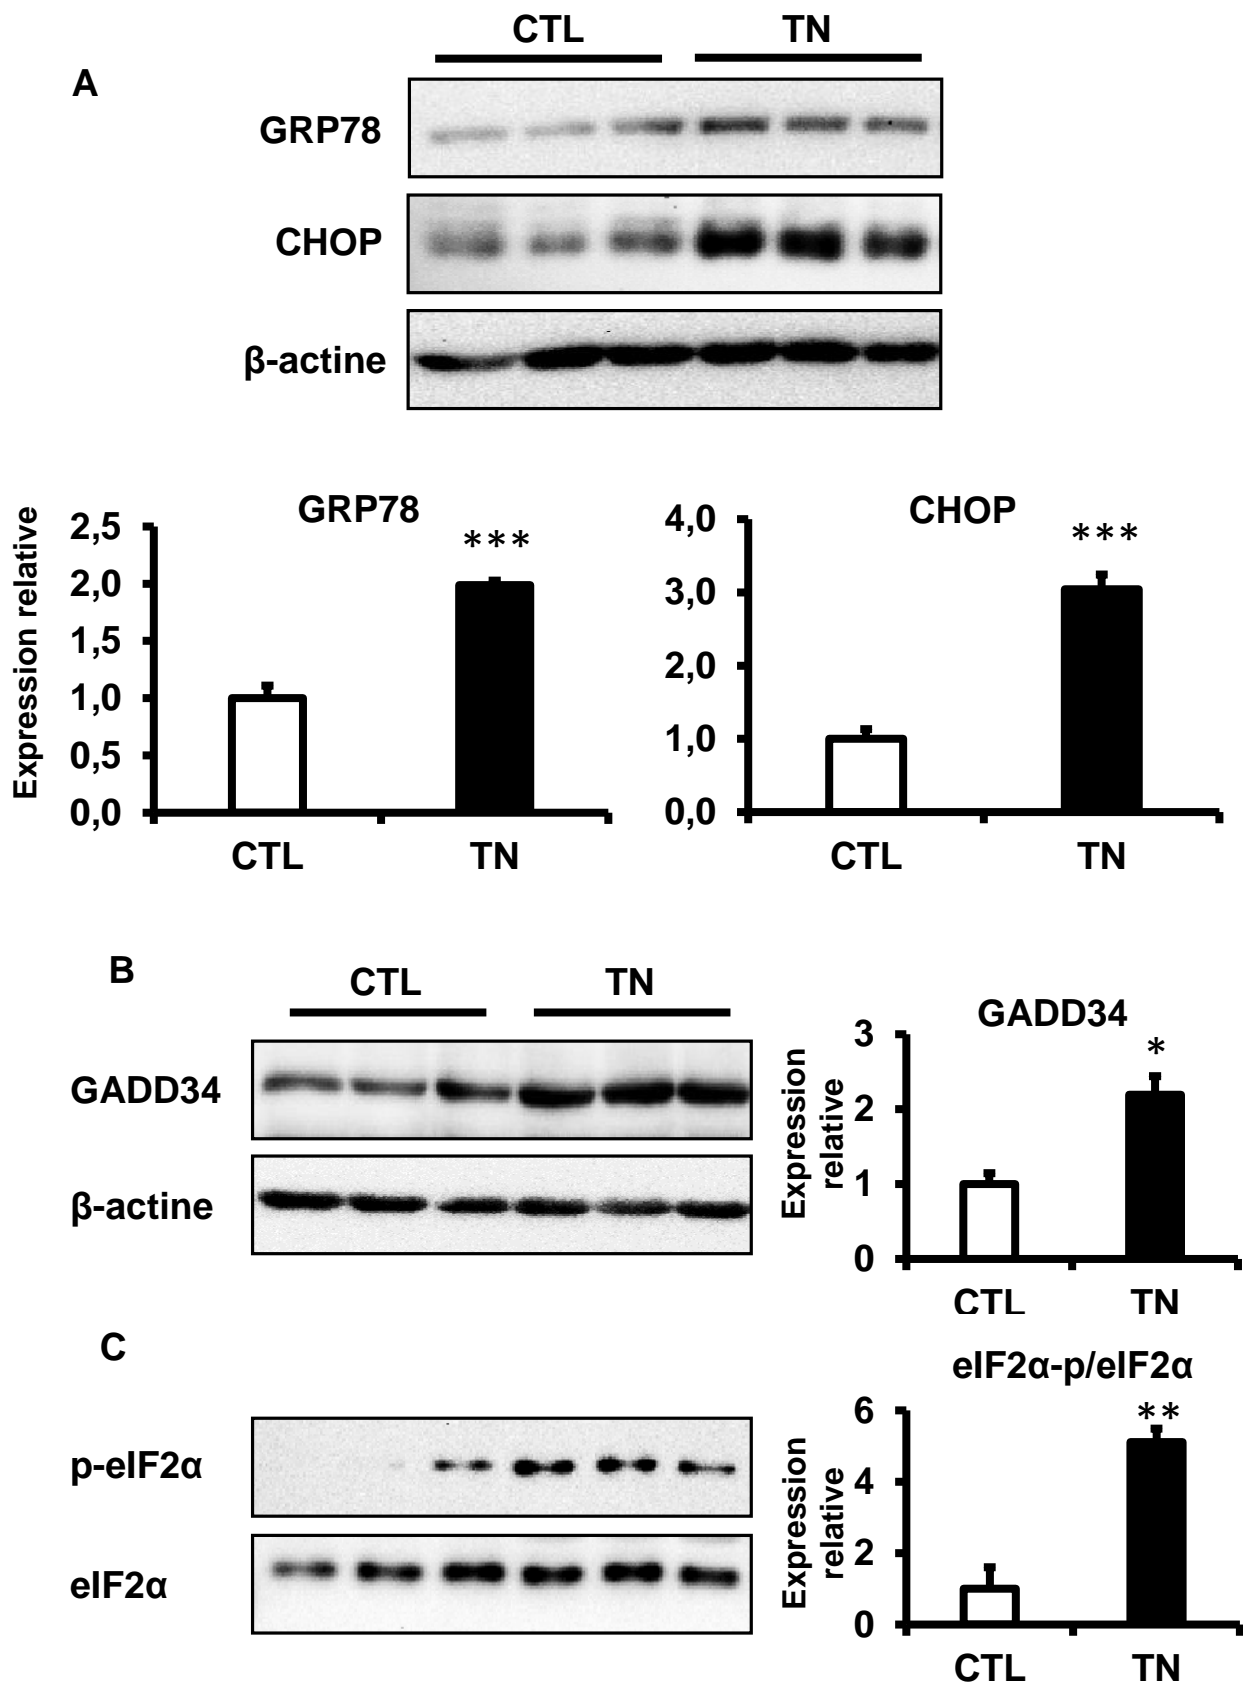 CTL TN
A
GRP78
CHOP
β-actine
GRP78
Expression relative
2,5
2,0
1,5
1,0
0,5
0,0
***
CTL TN
CHOP
4,0
3,0
2,0
1,0
0,0
***
CTL TN
B
CTL TN
GADD34
β-actine
GADD34
Expression
relative
3
2
1
0
*
CTL TN
C
p-eIF2α
eIF2α
eIF2α-p/eIF2α
Expression
relative
6
4
2
0
**
CTL TN